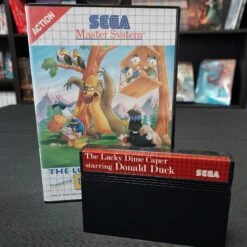 ACTION
SEGA
Master System
THE LU
The Lucky Dime Caper
starring Donald Duck
SEGA